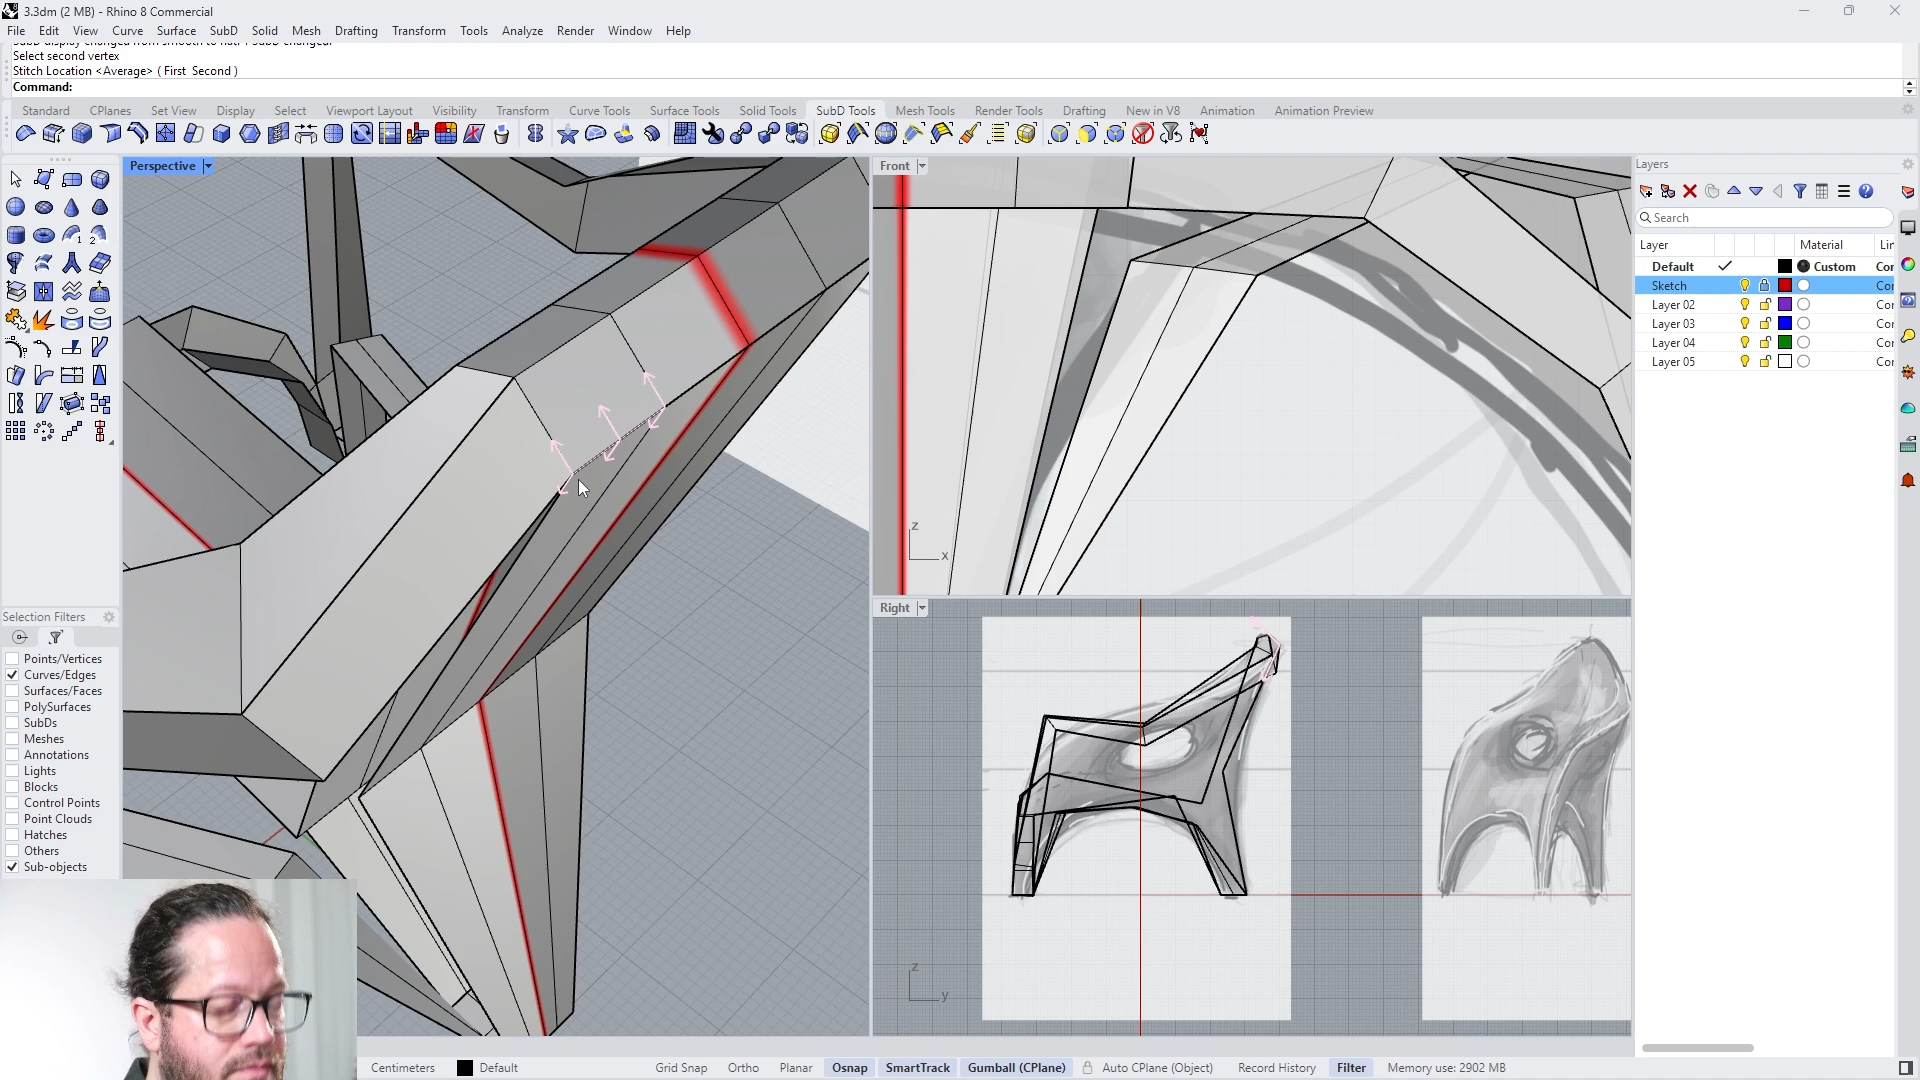 3.3dm (2 MB) - Rhino 8 Commercial
File Edit View Curve Surface SubD Solid Mesh Drafting Transform Tools Analyze Render Window Help
Select second vertex
Stitch Location <Average> ( First Second )
Command:
Standard CPlanes Set View Display Select Viewport Layout Visibility Transform Curve Tools Surface Tools Solid Tools SubD Tools Mesh Tools Render Tools Drafting New in V8 Animation Animation Preview
Perspective
Front
Layers
Search
Layer Material
Default Custom
Sketch
Layer 02
Layer 03
Layer 04
Layer 05
1 2
z
x
Right
Selection Filters
Points/Vertices
Curves/Edges
Surfaces/Faces
PolySurfaces
SubDs
Meshes
Annotations
Lights
Blocks
Control Points
Point Clouds
Hatches
Others
Sub-objects
z
y
Centimeters Default Grid Snap Ortho Planar Osnap SmartTrack Gumball (CPlane) Auto CPlane (Object) Record History Filter Memory use: 2902 MB